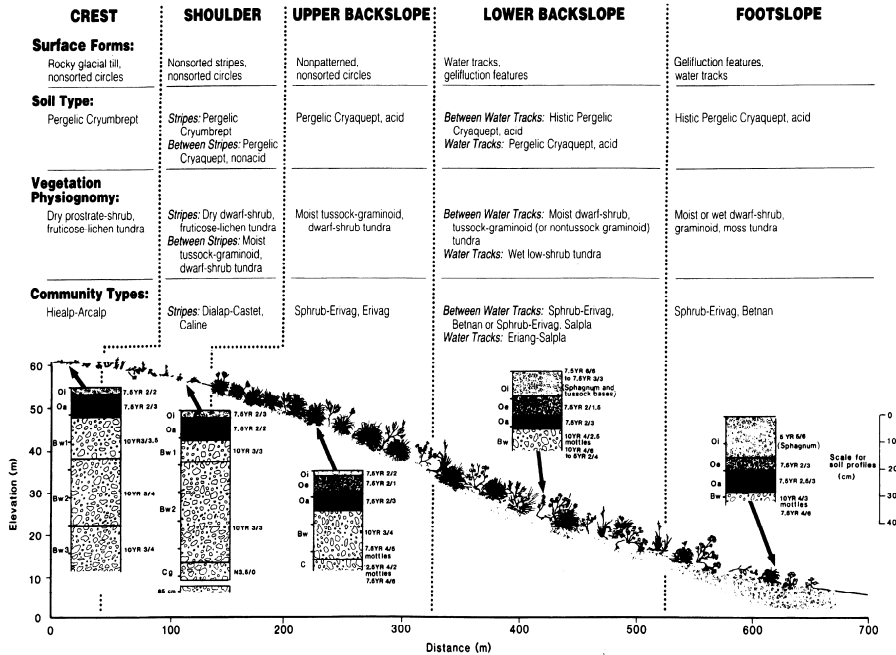 CREST SHOULDER UPPER BACKSLOPE LOWER BACKSLOPE FOOTSLOPE
Surface Forms:
Rocky glacial till,
nonsorted circles
Nonsorted stripes,
nonsorted circles
Nonpatterned,
nonsorted circles
Water tracks,
gelifluction features
Gelifluction features,
water tracks
Soil Type:
Pergelic Cryumbrept
Stripes: Pergelic
Cryumbrept
Between Stripes: Pergelic
Cryaquept, nonacid
Pergelic Cryaquept, acid
Between Water Tracks: Histic Pergelic
Cryaquept, acid
Water Tracks: Pergelic Cryaquept, acid
Histic Pergelic Cryaquept, acid
Vegetation
Physiognomy:
Dry prostrate-shrub,
fruticose-lichen tundra
Stripes: Dry dwarf-shrub,
fruticose-lichen tundra
Between Stripes: Moist
tussock-graminoid,
dwarf-shrub tundra
Moist tussock-graminoid,
dwarf-shrub tundra
Between Water Tracks: Moist dwarf-shrub,
tussock-graminoid (or nontussock graminoid)
tundra
Water Tracks: Wet low-shrub tundra
Moist or wet dwarf-shrub,
graminoid, moss tundra
Community Types:
Hiealp-Arcalp
Stripes: Dialap-Castet,
Caline
Sphrub-Erivag, Erivag
Between Water Tracks: Sphrub-Erivag,
Betnan or Sphrub-Erivag, Salpla
Water Tracks: Eriang-Salpla
Sphrub-Erivag, Betnan
Elevation (m)
60
50
40
30
20
10
0
Oi 7.5YR 2/2
Oa 7.5YR 2/3
Bw1 10YR3/3.5
Bw2 10YR 3/4
Bw3 10YR 3/4
Oi 7.5YR 2/3
Oa 7.5YR 2/2
Bw1 10YR 3/3
Bw2 10YR 3/3
Cg N3.5/0
85 cm
Oi 7.5YR 2/2
Oe 7.5YR 2/1
Oa 7.5YR 2/3
Bw 10YR 3/4
7.5YR 4/5
mottles
C 2.5YR 4/2
mottles
7.5YR 4/6
7.5YR 5/6
to 7.5YR 3/3
Oi (Sphagnum and
tussock bases)
Oe 7.5YR 2/1.5
Oa 7.5YR 2/3
Bw 10YR 4/2.5
mottles
10YR 4/6
to 5YR 2/4
Oi 5 YR 5/6
(Sphagnum)
Oa 7.5YR 2/3
Oe 7.5YR 2.5/3
Bw 10YR 4/3
mottles
7.5YR 4/6
Scale for
soil profiles
(cm)
0
10
20
30
40
0 100 200 300 400 500 600 700
Distance (m)